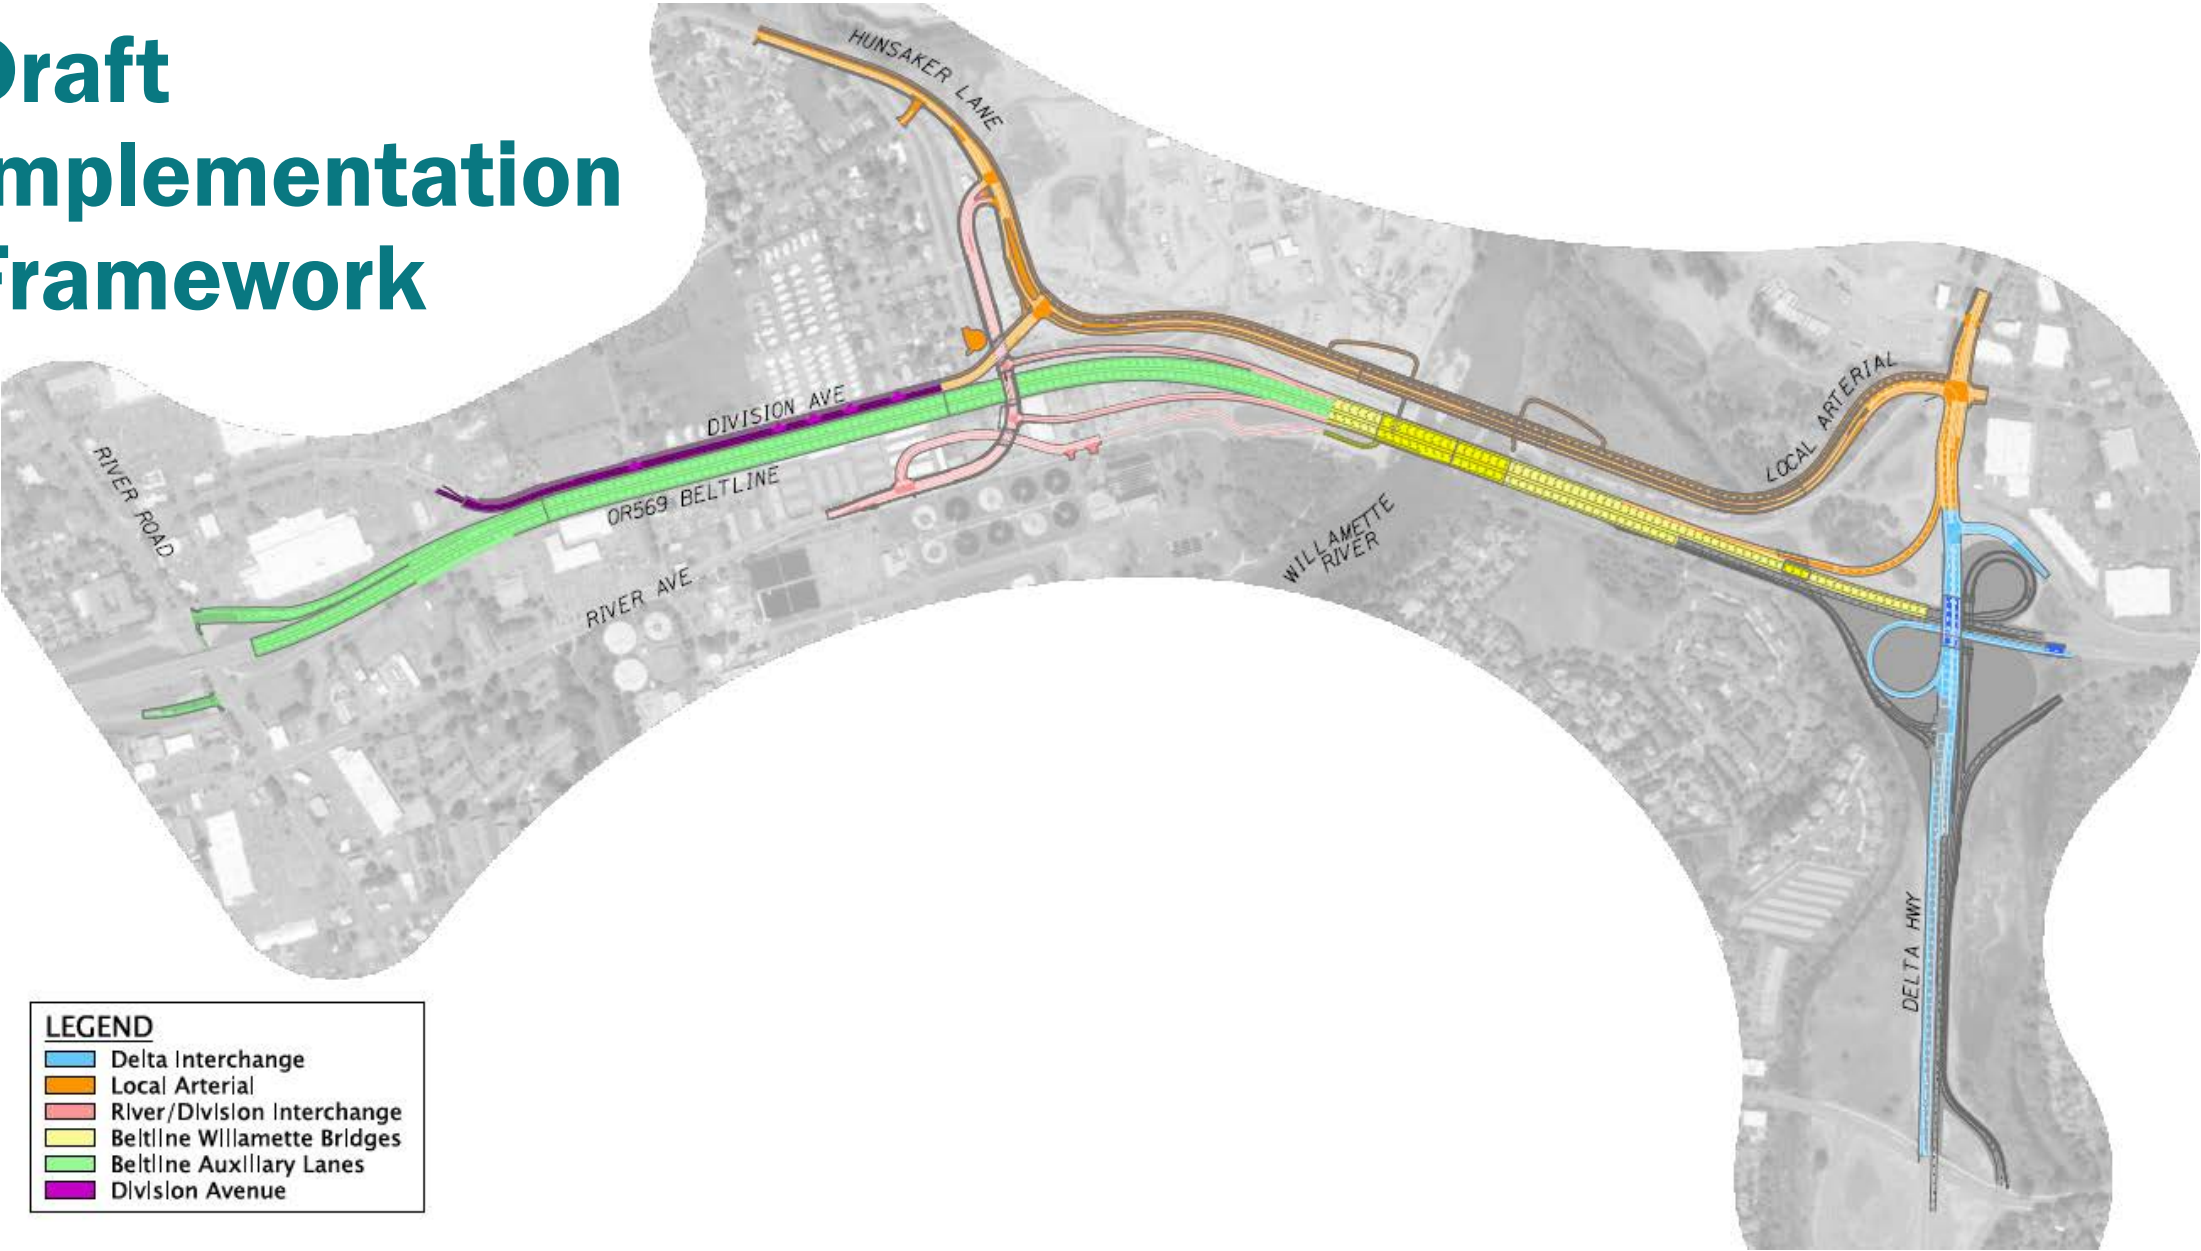 Draft
Implementation
Framework
HUNSAKER LANE
DIVISION AVE
OR569 BELTLINE
RIVER ROAD
RIVER AVE
WILLAMETTE
RIVER
LOCAL ARTERIAL
DELTA HWY
LEGEND
Delta Interchange
Local Arterial
River/Division Interchange
Beltline Willamette Bridges
Beltline Auxiliary Lanes
Division Avenue